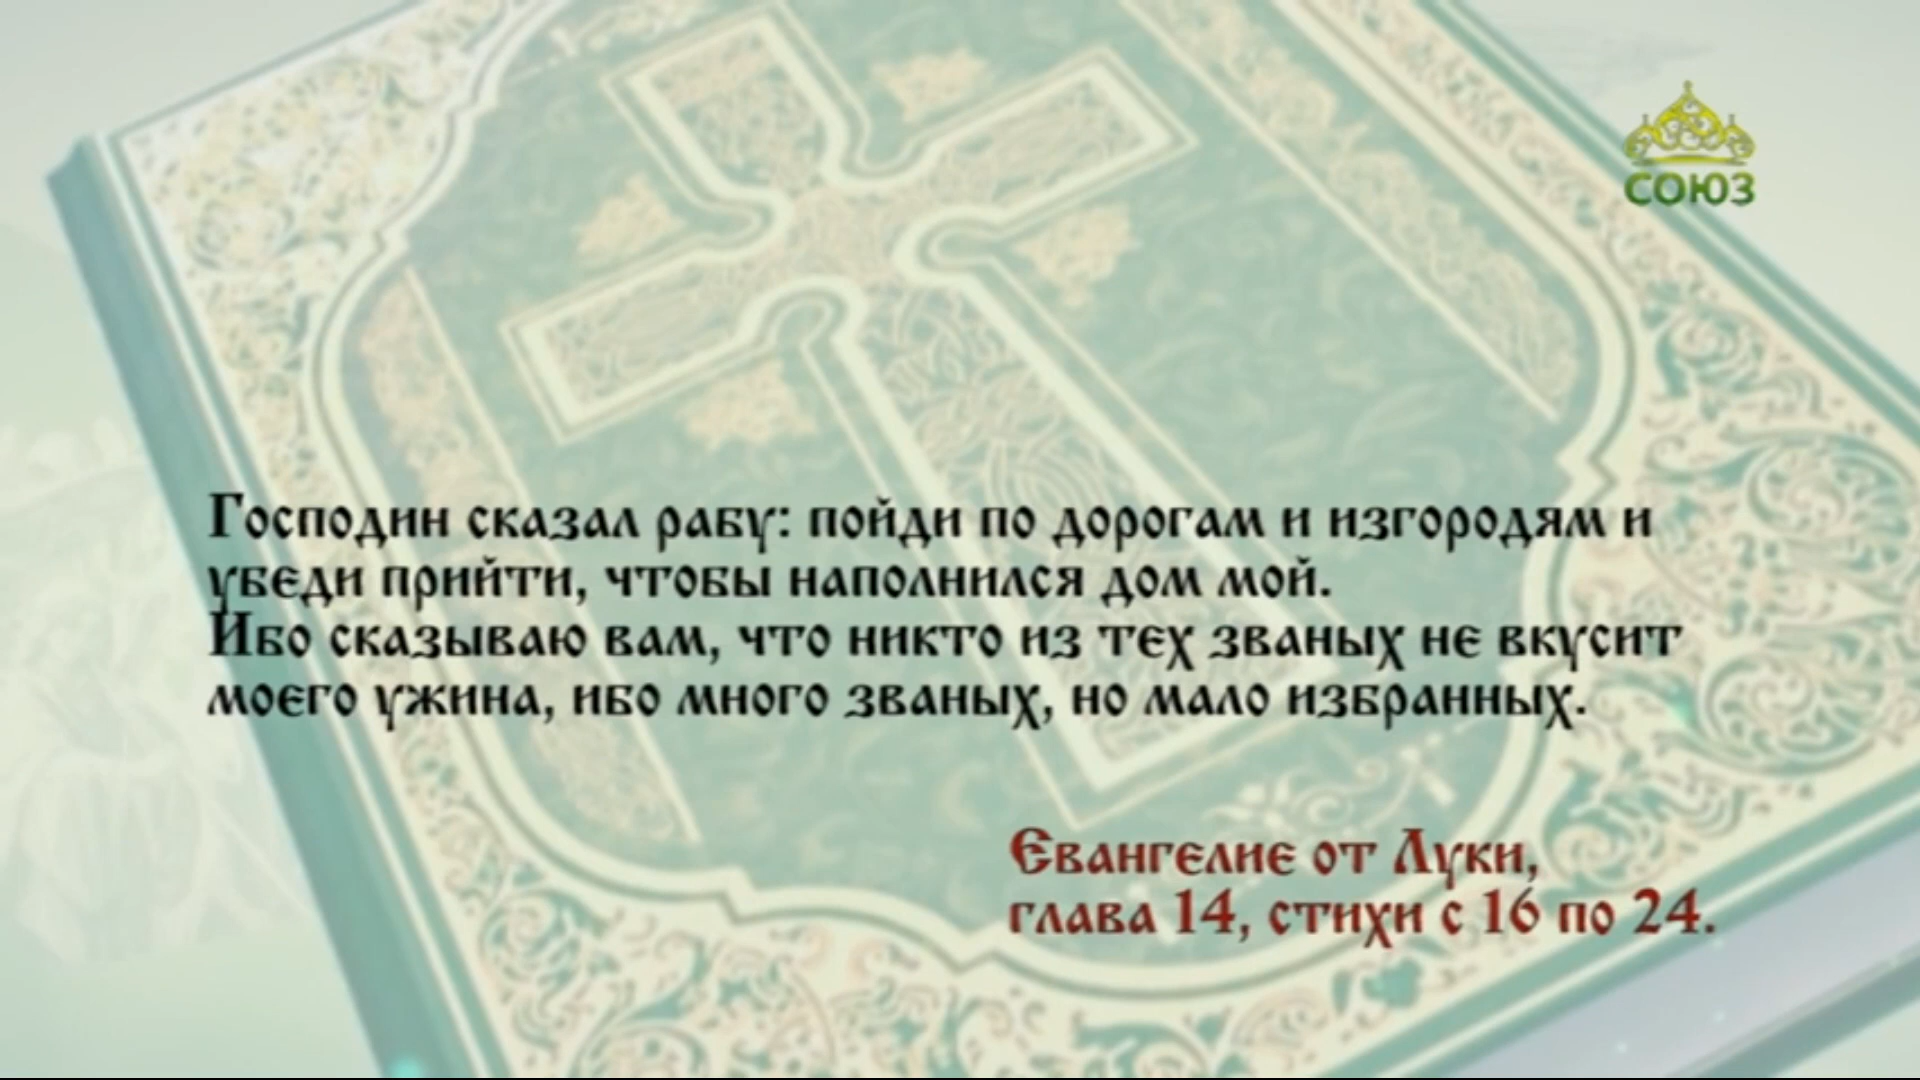 СОЮЗ
Господин сказал рабу: пойди по дорогам и изгородям и
убеди прийти, чтобы наполнился дом мой.
Ибо сказываю вам, что никто из тех званых не вкусит
моего ужина, ибо много званых, но мало избранных.
Евангелие от Луки,
глава 14, стихи с 16 по 24.